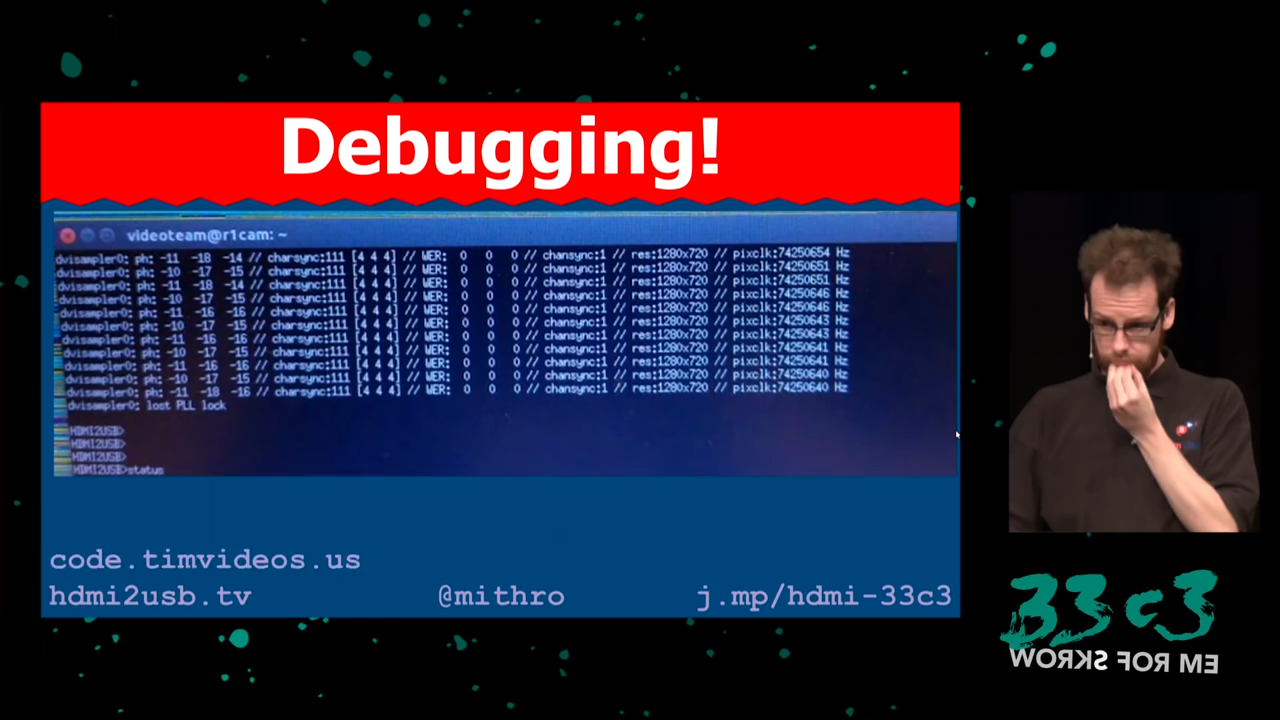 Debugging!
videoteam@r1cam: ~
dvisampler0: ph: -11 -18 -14 // charsync:111 [4 4 4] // WER: 0 0 0 // chansync:1 // res:1280x720 // pixclk:74250654 Hz
dvisampler0: ph: -10 -17 -15 // charsync:111 [4 4 4] // WER: 0 0 0 // chansync:1 // res:1280x720 // pixclk:74250651 Hz
dvisampler0: ph: -11 -18 -14 // charsync:111 [4 4 4] // WER: 0 0 0 // chansync:1 // res:1280x720 // pixclk:74250651 Hz
dvisampler0: ph: -10 -17 -15 // charsync:111 [4 4 4] // WER: 0 0 0 // chansync:1 // res:1280x720 // pixclk:74250646 Hz
dvisampler0: ph: -11 -16 -16 // charsync:111 [4 4 4] // WER: 0 0 0 // chansync:1 // res:1280x720 // pixclk:74250643 Hz
dvisampler0: ph: -10 -17 -15 // charsync:111 [4 4 4] // WER: 0 0 0 // chansync:1 // res:1280x720 // pixclk:74250643 Hz
dvisampler0: ph: -11 -16 -16 // charsync:111 [4 4 4] // WER: 0 0 0 // chansync:1 // res:1280x720 // pixclk:74250641 Hz
dvisampler0: ph: -10 -17 -15 // charsync:111 [4 4 4] // WER: 0 0 0 // chansync:1 // res:1280x720 // pixclk:74250641 Hz
dvisampler0: ph: -11 -16 -16 // charsync:111 [4 4 4] // WER: 0 0 0 // chansync:1 // res:1280x720 // pixclk:74250640 Hz
dvisampler0: ph: -10 -17 -15 // charsync:111 [4 4 4] // WER: 0 0 0 // chansync:1 // res:1280x720 // pixclk:74250640 Hz
dvisampler0: ph: -11 -18 -16 // charsync:111 [4 4 4] // WER: 0 0 0 // chansync:1 // res:1280x720 // pixclk:74250640 Hz
dvisampler0: lost PLL lock
HDMI2USB>
HDMI2USB>
HDMI2USB>
HDMI2USB>status
code.timvideos.us
hdmi2usb.tv @mithro j.mp/hdmi-33c3
33c3
WORKS FOR ME